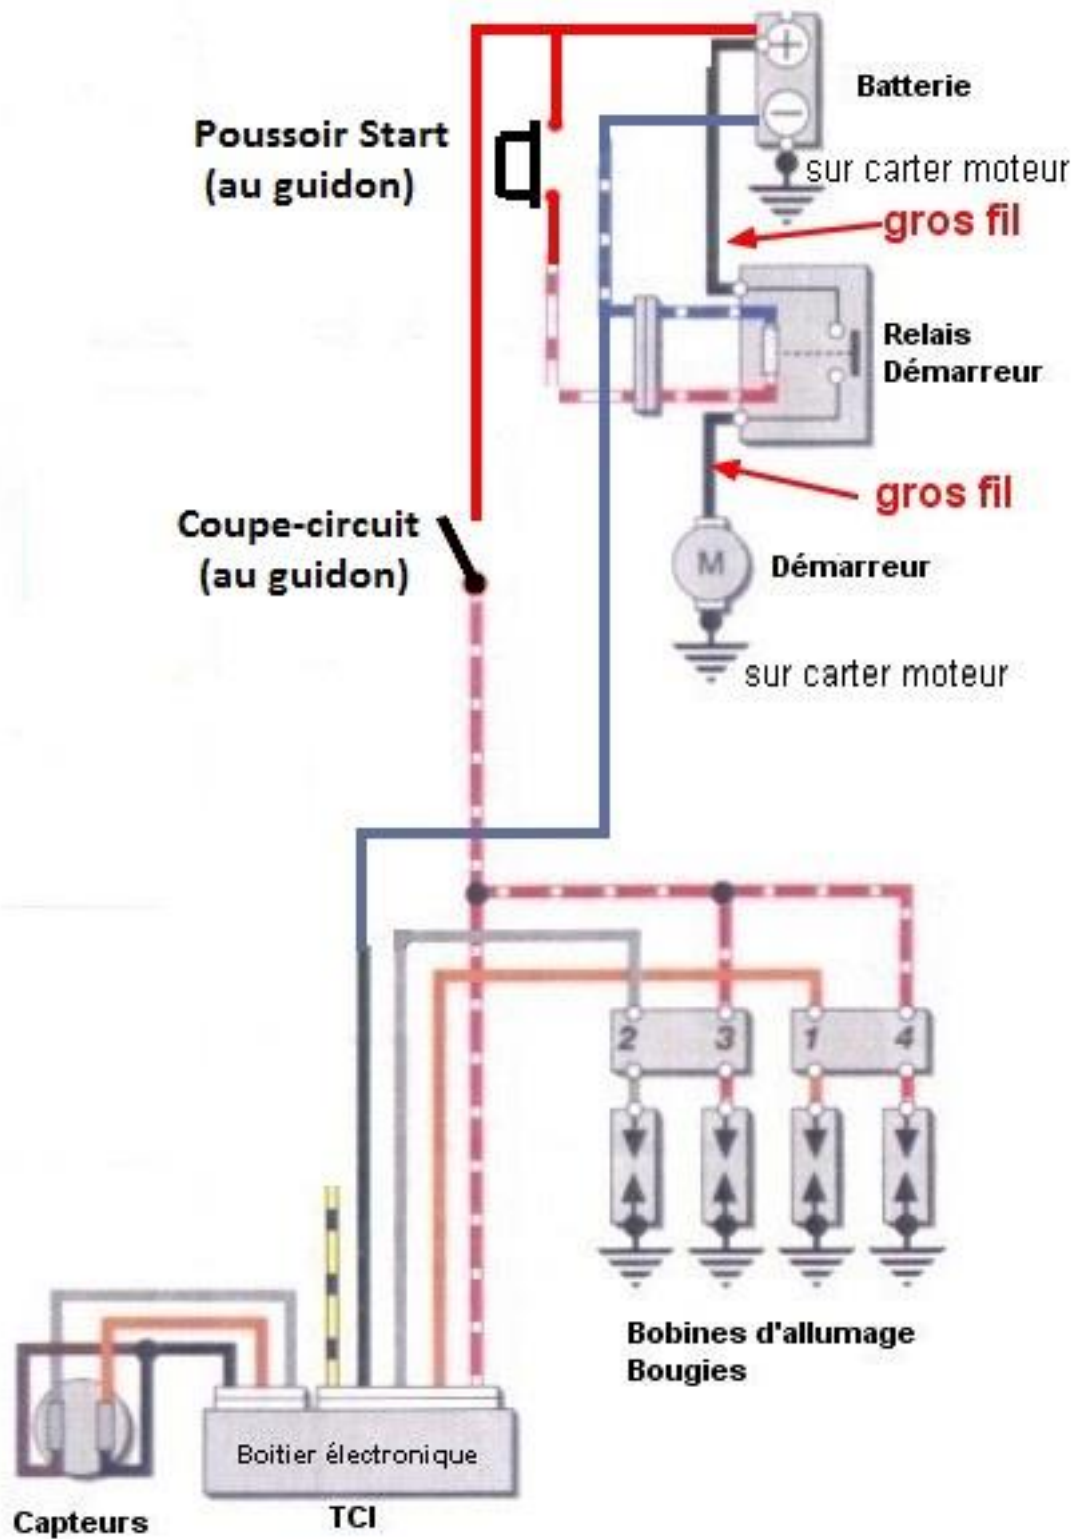 +
Batterie
Poussoir Start
(au guidon)
−
sur carter moteur
gros fil
Relais
Démarreur
gros fil
Coupe-circuit
(au guidon)
M
Démarreur
sur carter moteur
2 3 1 4
Bobines d'allumage
Bougies
Boitier électronique
TCI
Capteurs